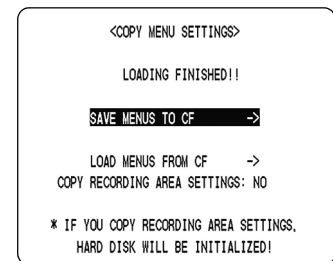 <COPY MENU SETTINGS>
LOADING FINISHED!!
SAVE MENUS TO CF ->
LOAD MENUS FROM CF ->
COPY RECORDING AREA SETTINGS: NO
* IF YOU COPY RECORDING AREA SETTINGS,
HARD DISK WILL BE INITIALIZED!